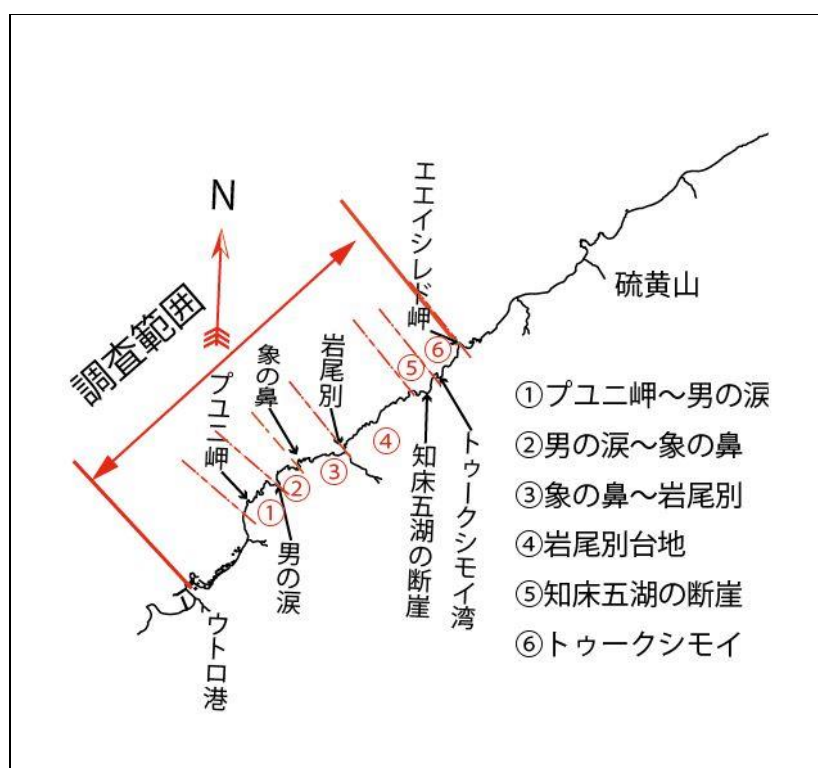 N
調査範囲
エエイシレド岬
硫黄山
岩尾別
象の鼻
プユニ岬
⑥
⑤
④
③
②
①
トゥークシモイ湾
知床五湖の断崖
男の涙
ウトロ港
①プユニ岬〜男の涙
②男の涙〜象の鼻
③象の鼻〜岩尾別
④岩尾別台地
⑤知床五湖の断崖
⑥トゥークシモイ